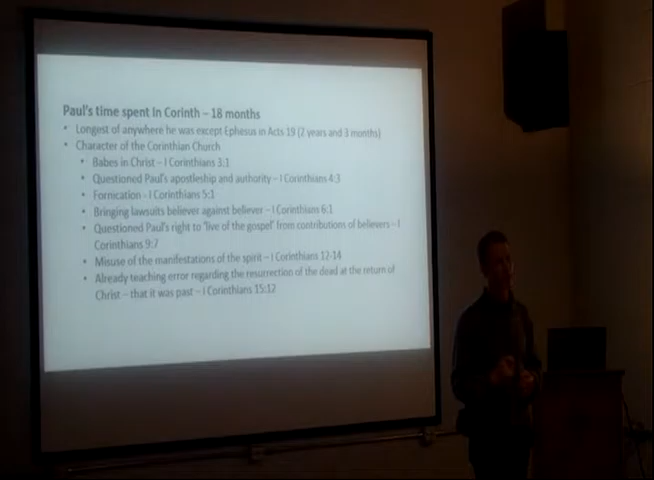 Paul's time spent in Corinth – 18 months
• Longest of anywhere he was except Ephesus in Acts 19 (2 years and 3 months)
• Character of the Corinthian Church
• Babes in Christ – I Corinthians 3:1
• Questioned Paul's apostleship and authority – I Corinthians 4:3
• Fornication – I Corinthians 5:1
• Bringing lawsuits believer against believer – I Corinthians 6:1
• Questioned Paul's right to "live of the gospel" from contributions of believers – I
Corinthians 9:7
• Misuse of the manifestations of the spirit – I Corinthians 12-14
• Already teaching error regarding the resurrection of the dead at the return of
Christ – that it was past – I Corinthians 15:12